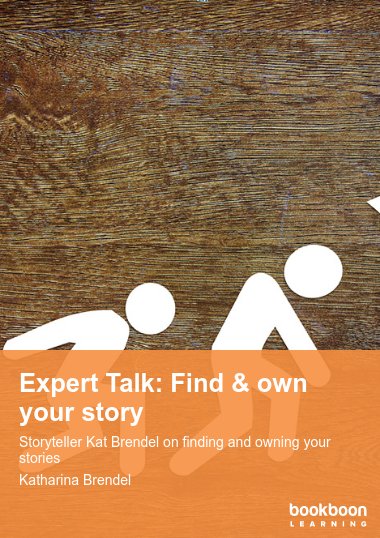 Expert Talk: Find & own
your story
Storyteller Kat Brendel on finding and owning your
stories
Katharina Brendel
bookboon
LEARNING